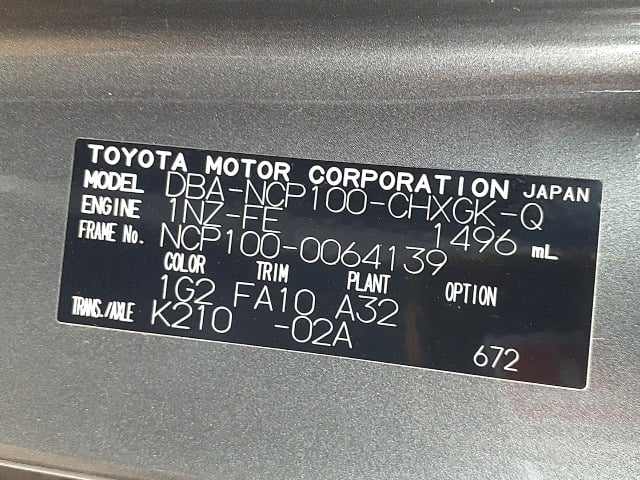 TOYOTA MOTOR CORPORATION JAPAN
MODEL DBA-NCP100-CHXGK-Q
ENGINE 1NZ-FE 1496 mL
FRAME No. NCP100-0064139
COLOR TRIM PLANT OPTION
1G2 FA10 A32
TRANS./AXLE K210 -02A
672